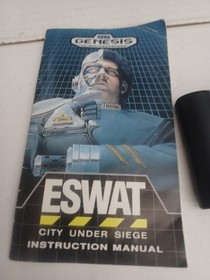 SEGA
GENESIS
ESWAT
CITY UNDER SIEGE
INSTRUCTION MANUAL